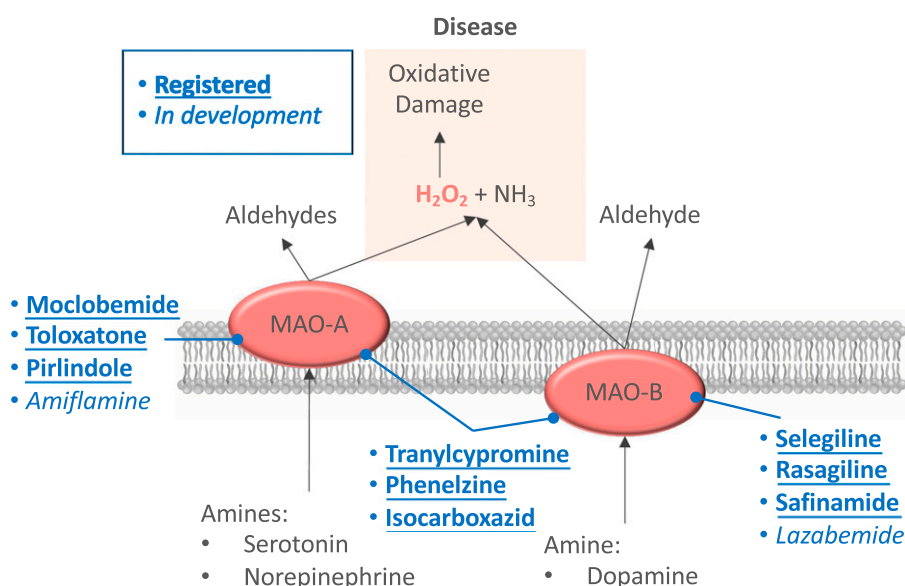 Disease
• Registered
• In development
Oxidative
Damage
H₂O₂ + NH₃
Aldehydes
Aldehyde
• Moclobemide
• Toloxatone
• Pirlindole
• Amiflamine
MAO-A
MAO-B
• Tranylcypromine
• Phenelzine
• Isocarboxazid
• Selegiline
• Rasagiline
• Safinamide
• Lazabemide
Amines:
• Serotonin
• Norepinephrine
Amine:
• Dopamine